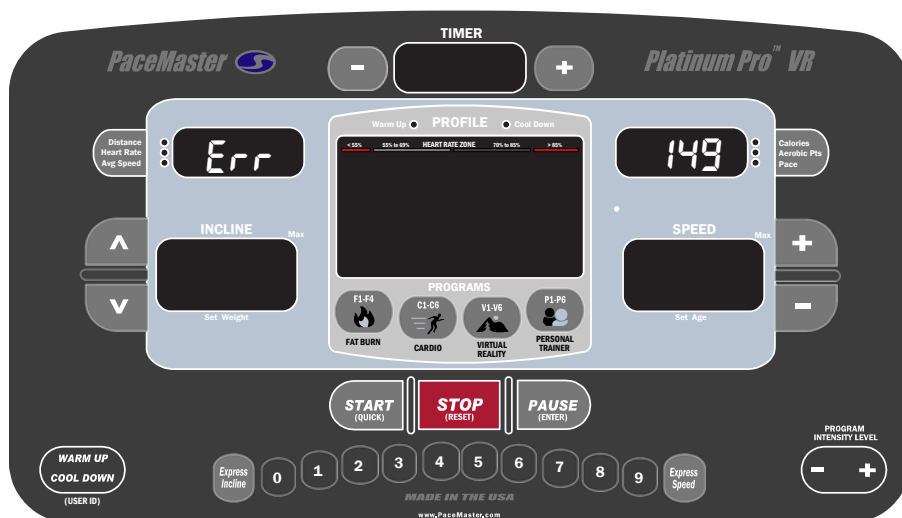 TIMER
PaceMaster
- +
Platinum Pro™ VR
Warm Up PROFILE Cool Down
Distance
Heart Rate
Avg Speed
Err
< 55% 55% to 69% HEART RATE ZONE 70% to 85% > 85%
149
Calories
Aerobic Pts
Pace
INCLINE
Max
Set Weight
SPEED
Max
Set Age
+
-
PROGRAMS
F1-F4 C1-C6 V1-V6 P1-P6
FAT BURN
CARDIO
VIRTUAL
REALITY
PERSONAL
TRAINER
START
(QUICK)
STOP
(RESET)
PAUSE
(ENTER)
WARM UP
COOL DOWN
(USER ID)
Express
Incline
0 1 2 3 4 5 6 7 8 9
Express
Speed
PROGRAM
INTENSITY LEVEL
- +
MADE IN THE USA
www.PaceMaster.com